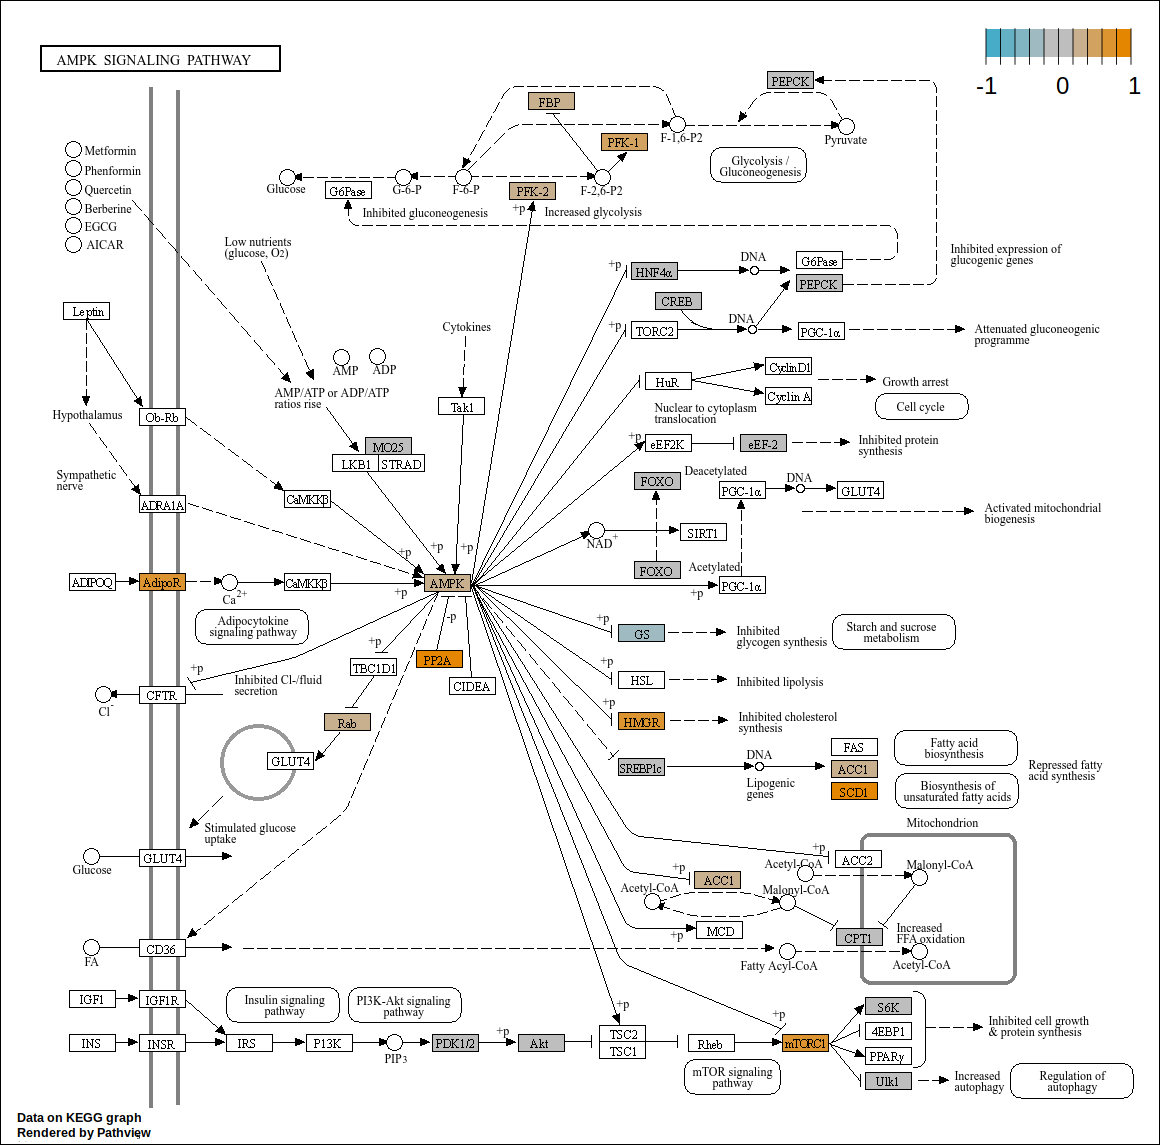 AMPK SIGNALING PATHWAY
-1
0
1
PEPCK
FBP
PFK-1
F-1,6-P2
Pyruvate
Glycolysis /
Gluconeogenesis
Metformin
Phenformin
Quercetin
Berberine
EGCG
AICAR
Glucose
G6Pase
G-6-P
F-6-P
PFK-2
F-2,6-P2
+p
Inhibited gluconeogenesis
Increased glycolysis
Low nutrients
(glucose, O2)
+p
HNF4α
DNA
G6Pase
PEPCK
Inhibited expression of
glucogenic genes
CREB
+p
TORC2
DNA
PGC-1α
Attenuated gluconeogenic
programme
Leptin
Cytokines
AMP
ADP
AMP/ATP or ADP/ATP
ratios rise
HuR
CyclinD1
Cyclin A
Growth arrest
Cell cycle
Nuclear to cytoplasm
translocation
Hypothalamus
Ob-Rb
Tak1
MO25
LKB1
STRAD
+p
eEF2K
eEF-2
Inhibited protein
synthesis
Sympathetic
nerve
ADRA1A
CaMKKβ
FOXO
Deacetylated
PGC-1α
DNA
GLUT4
Activated mitochondrial
biogenesis
NAD+
SIRT1
+p
+p
+p
FOXO
Acetylated
PGC-1α
+p
ADIPOQ
AdipoR
Ca2+
CaMKKβ
+p
AMPK
Adipocytokine
signaling pathway
-p
+p
GS
Inhibited
glycogen synthesis
Starch and sucrose
metabolism
+p
TBC1D1
PP2A
CIDEA
+p
HSL
Inhibited lipolysis
+p
CFTR
Cl-
Inhibited Cl-/fluid
secretion
Rab
+p
HMGR
Inhibited cholesterol
synthesis
GLUT4
SREBP1c
DNA
Lipogenic
genes
FAS
ACC1
SCD1
Fatty acid
biosynthesis
Biosynthesis of
unsaturated fatty acids
Repressed fatty
acid synthesis
Stimulated glucose
uptake
Glucose
GLUT4
Mitochondrion
+p
ACC2
Acetyl-CoA
Malonyl-CoA
+p
ACC1
Acetyl-CoA
Malonyl-CoA
+p
MCD
CPT1
Increased
FFA oxidation
FA
CD36
Fatty Acyl-CoA
Acetyl-CoA
IGF1
IGF1R
Insulin signaling
pathway
PI3K-Akt signaling
pathway
INS
INSR
IRS
P13K
PIP3
PDK1/2
+p
Akt
+p
TSC2
TSC1
Rheb
+p
mTORC1
mTOR signaling
pathway
S6K
4EBP1
PPARγ
Ulk1
Inhibited cell growth
& protein synthesis
Increased
autophagy
Regulation of
autophagy
Data on KEGG graph
Rendered by Pathview